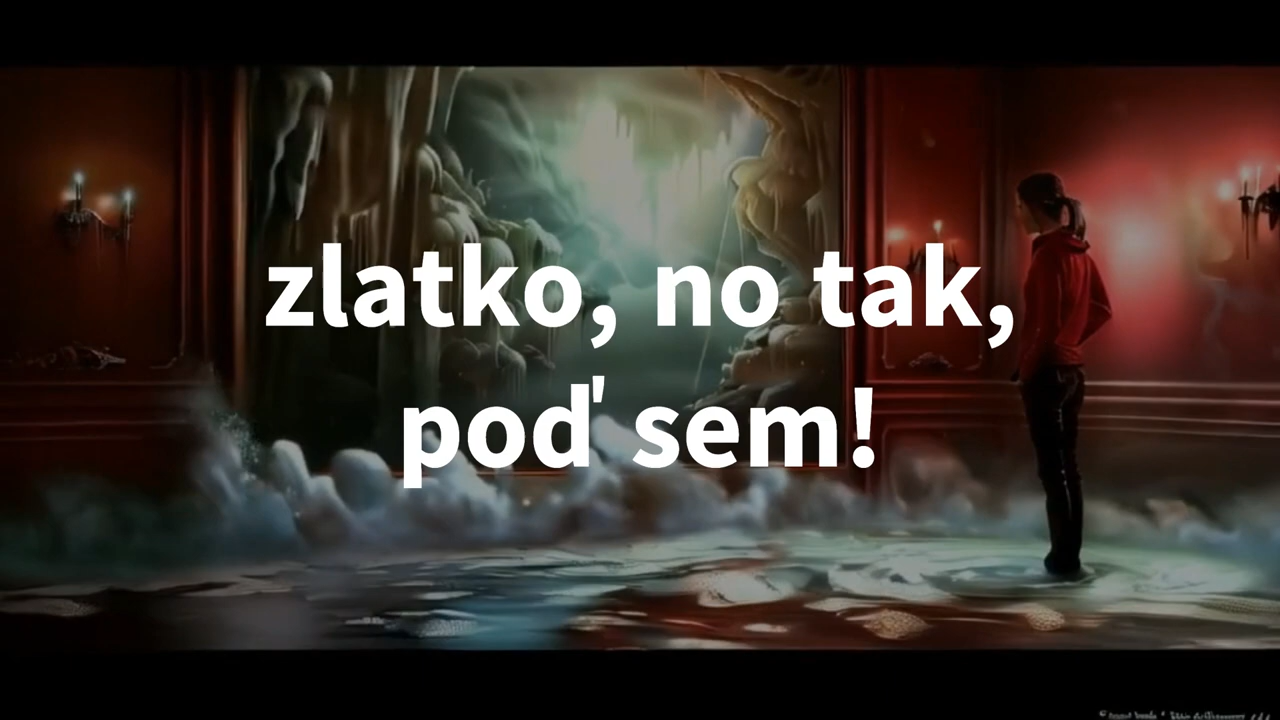 zlatko, no tak,
poď sem!